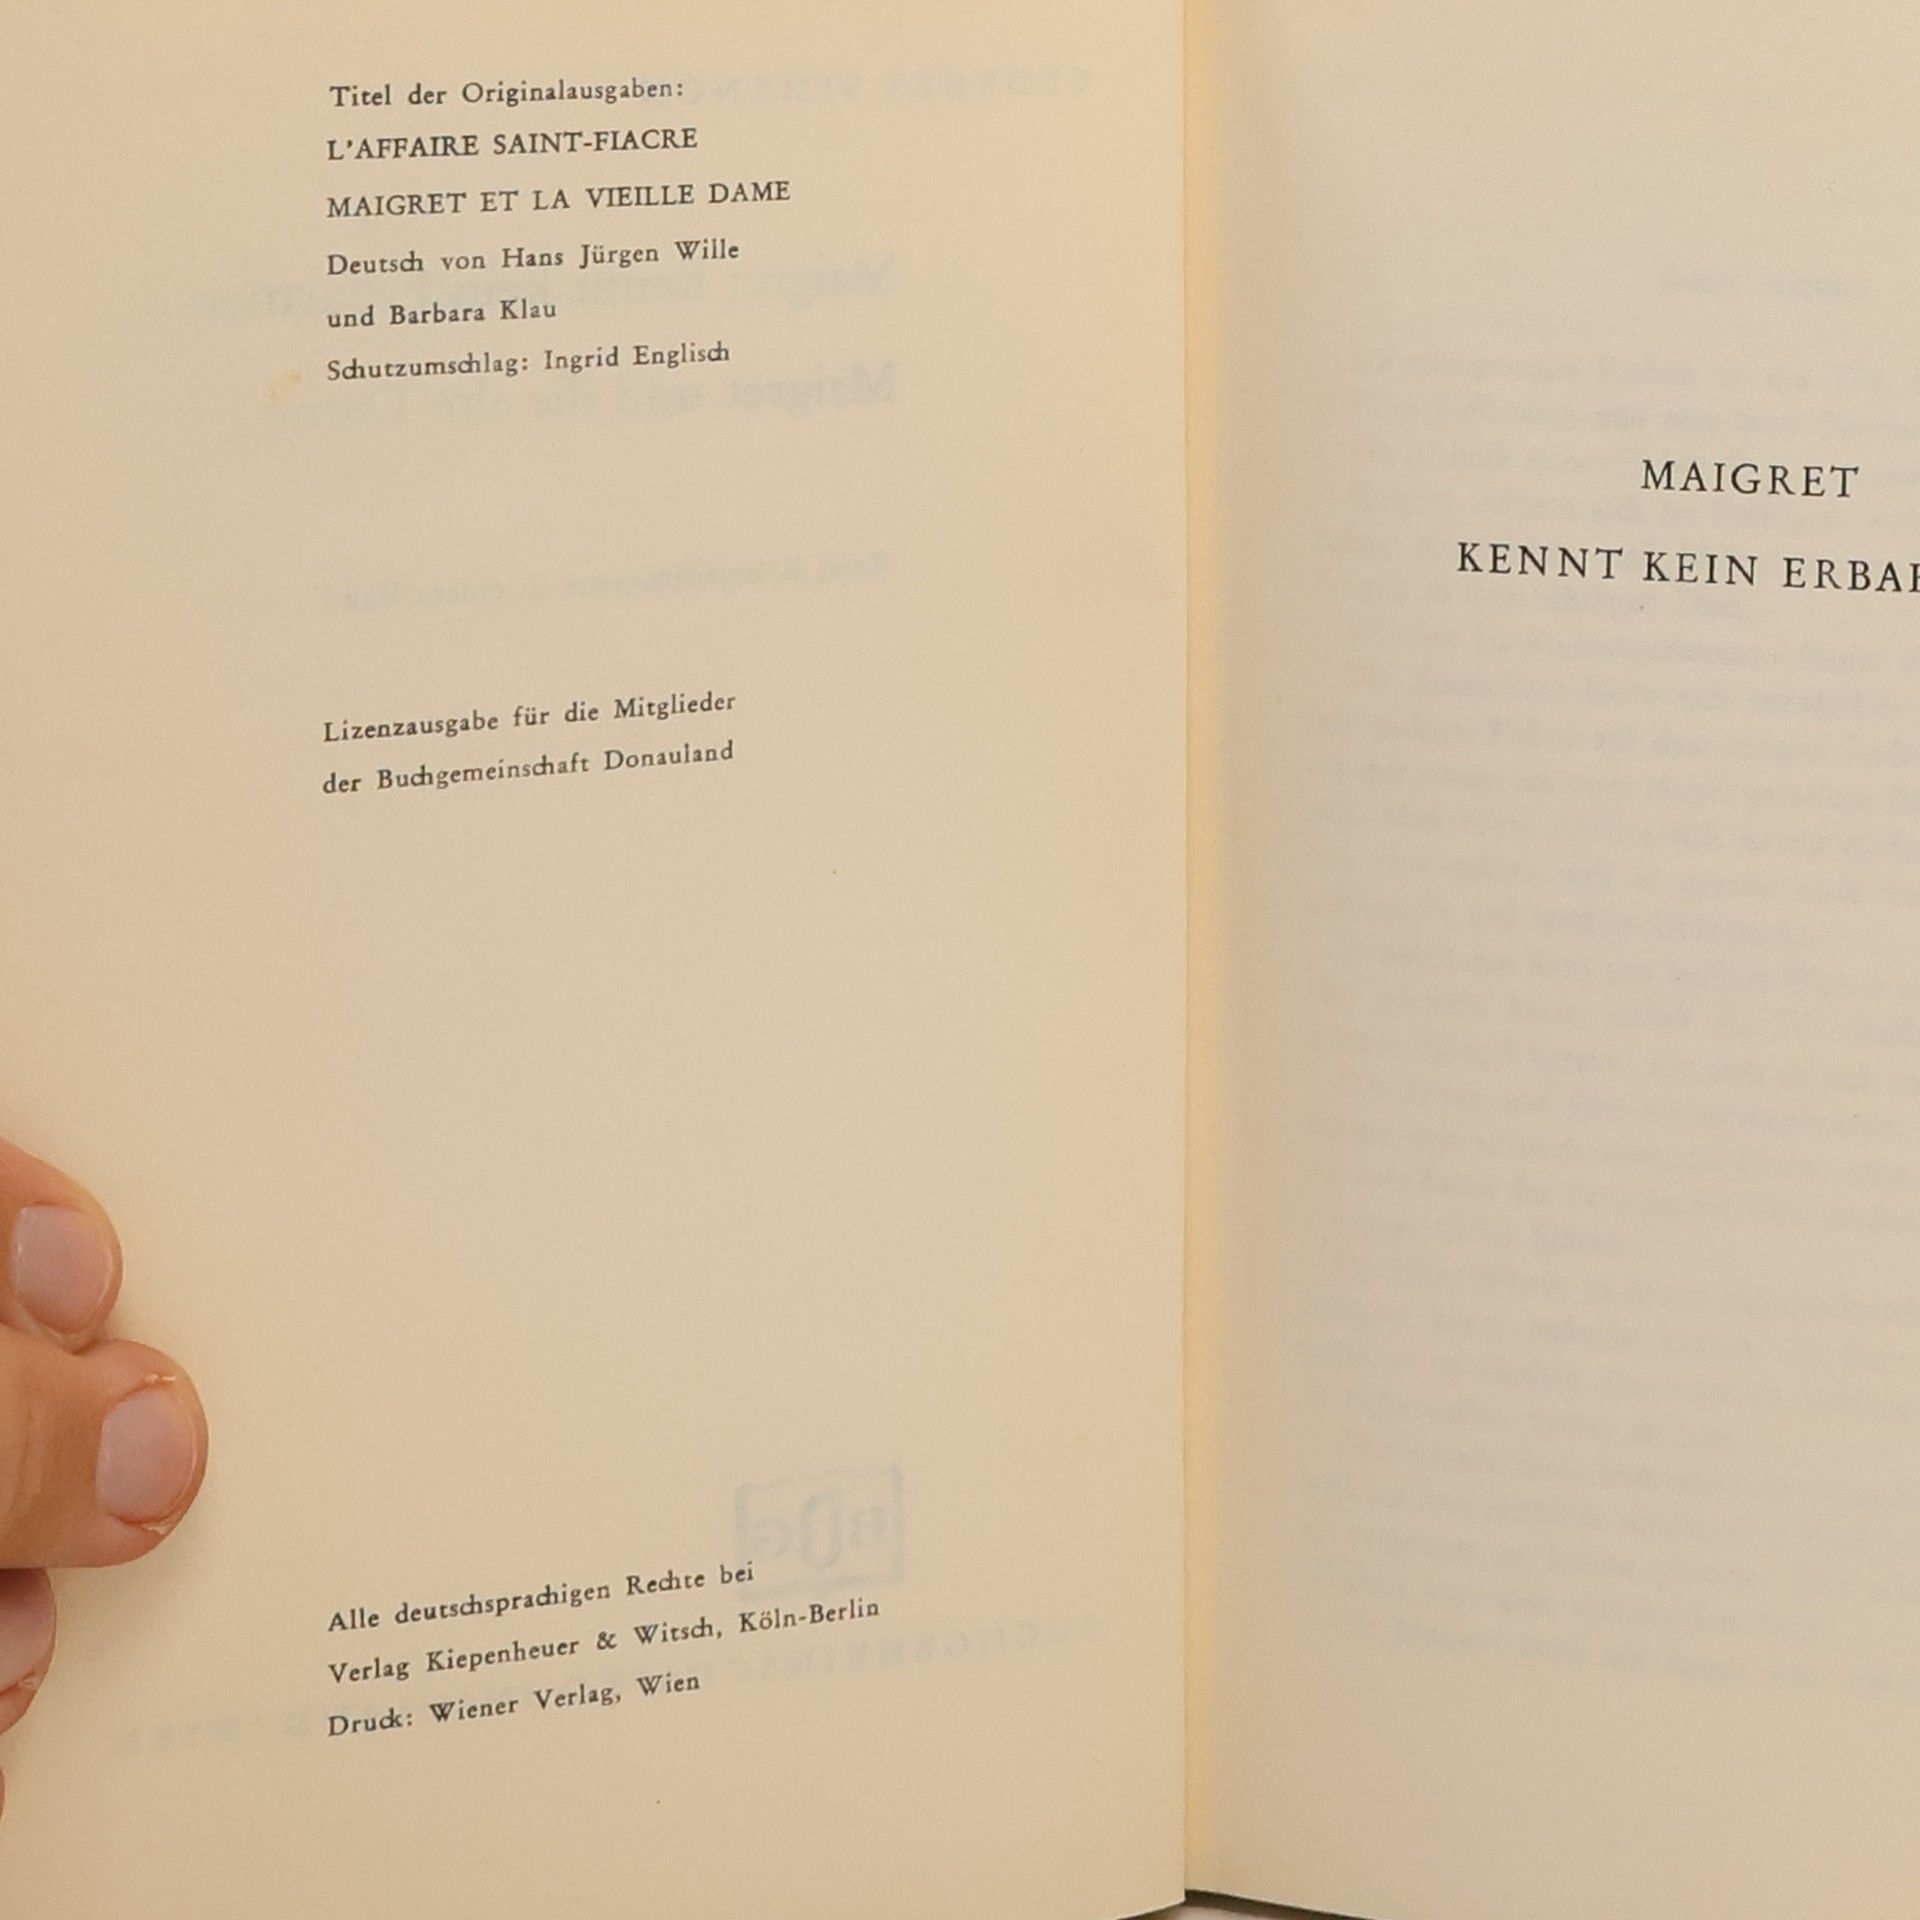 Titel der Originalausgaben:
L'AFFAIRE SAINT-FIACRE
MAIGRET ET LA VIEILLE DAME
Deutsch von Hans Jürgen Wille
und Barbara Klau
Schutzumschlag: Ingrid Englisch
Lizenzausgabe für die Mitglieder
der Buchgemeinschaft Donauland
Alle deutschsprachigen Rechte bei
Verlag Kiepenheuer & Witsch, Köln-Berlin
Druck: Wiener Verlag, Wien
MAIGRET
KENNT KEIN